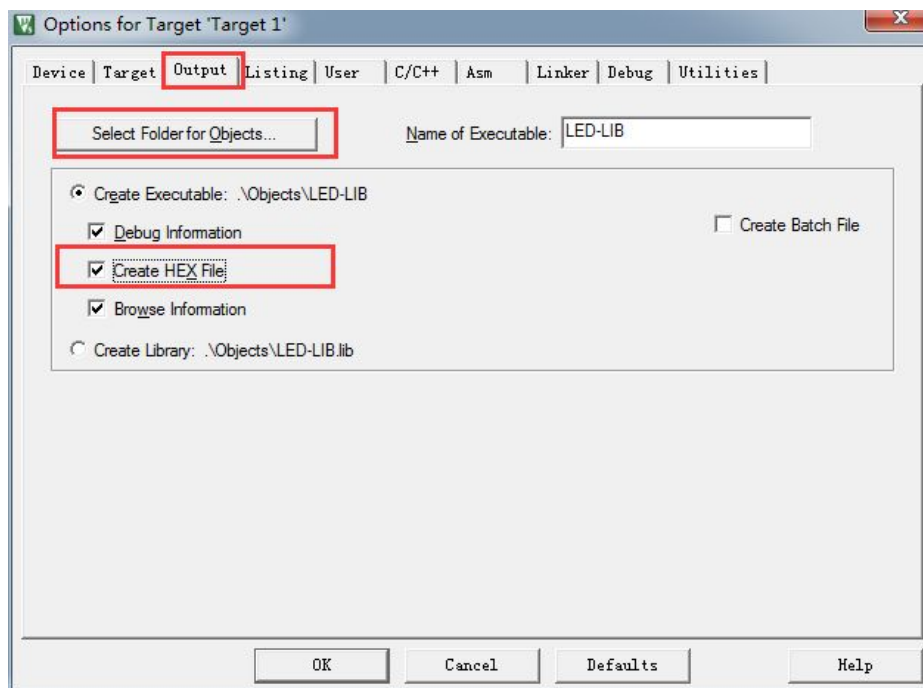 Options for Target 'Target 1'
Device Target Output Listing User C/C++ Asm Linker Debug Utilities
Select Folder for Objects... Name of Executable: LED-LIB
Create Executable: .\Objects\LED-LIB
Debug Information Create Batch File
Create HEX File
Browse Information
Create Library: .\Objects\LED-LIB.lib
OK Cancel Defaults Help